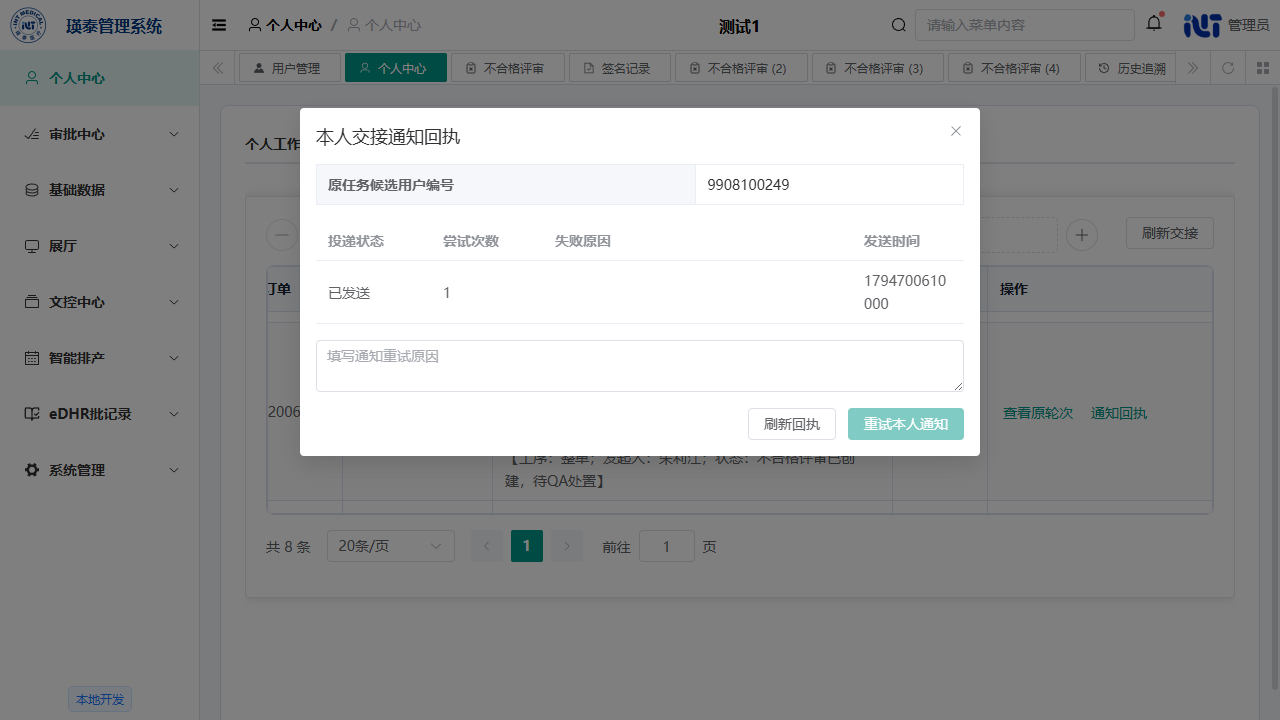 瑛泰管理系统
个人中心 / 个人中心
测试1
请输入菜单内容
管理员
个人中心
审批中心
基础数据
展厅
文控中心
智能排产
eDHR批记录
系统管理
本地开发
用户管理
个人中心
不合格评审
签名记录
不合格评审 (2)
不合格评审 (3)
不合格评审 (4)
历史追溯
个人工作
本人交接通知回执
原任务候选用户编号
9908100249
投递状态
尝试次数
失败原因
发送时间
已发送
1
1794700610
000
填写通知重试原因
刷新回执
重试本人通知
刷新交接
订单
操作
2006
查看原轮次
通知回执
【工序：整单；发起人：朱利江；状态：不合格评审已创
建，待QA处置】
共 8 条
20条/页
1
前往
1
页